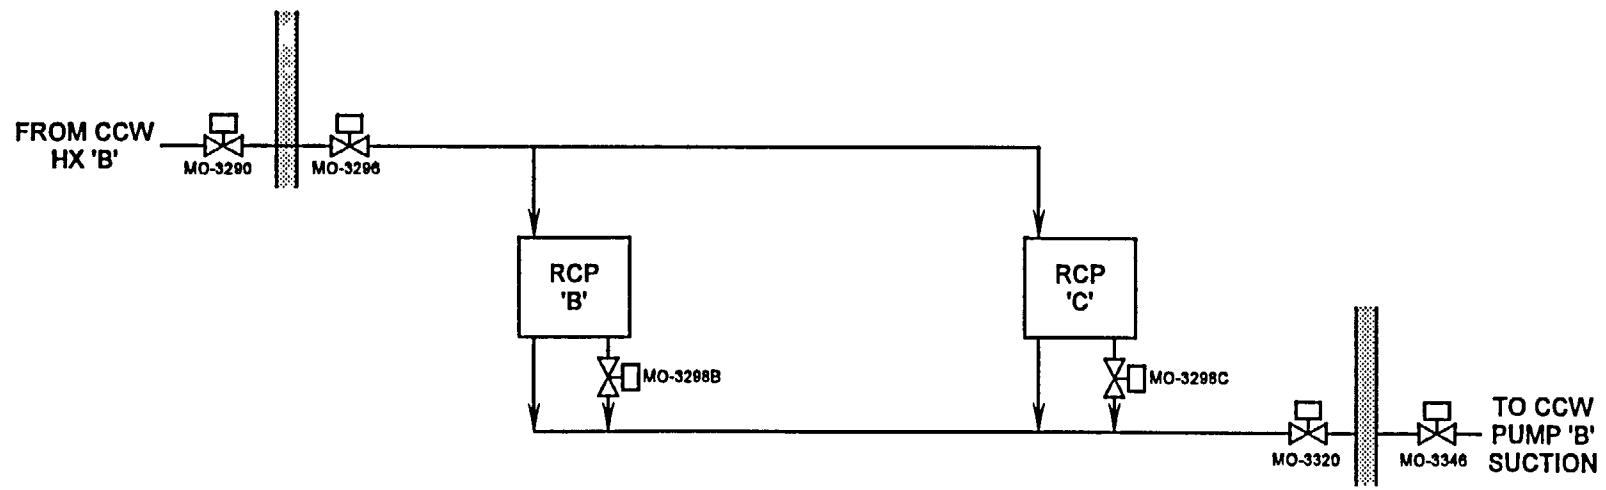 FROM CCW
HX 'B'
MO-3290
MO-3296
RCP
'B'
RCP
'C'
MO-3298B
MO-3298C
MO-3320
MO-3346
TO CCW
PUMP 'B'
SUCTION